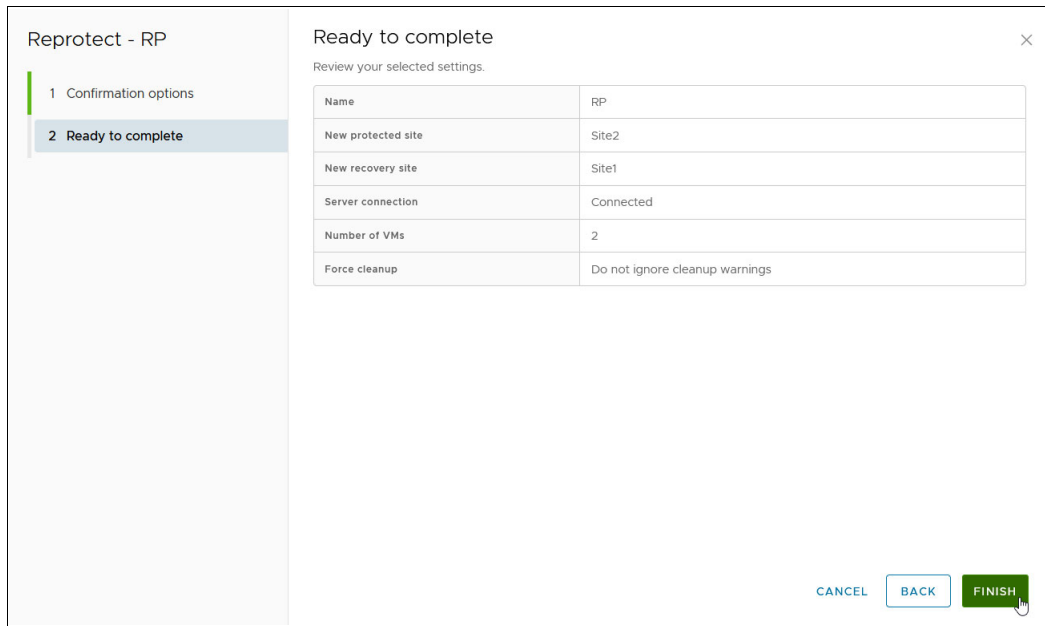 Reprotect - RP
1 Confirmation options
2 Ready to complete
Ready to complete
Review your selected settings.
Name RP
New protected site Site2
New recovery site Site1
Server connection Connected
Number of VMs 2
Force cleanup Do not ignore cleanup warnings
CANCEL BACK FINISH